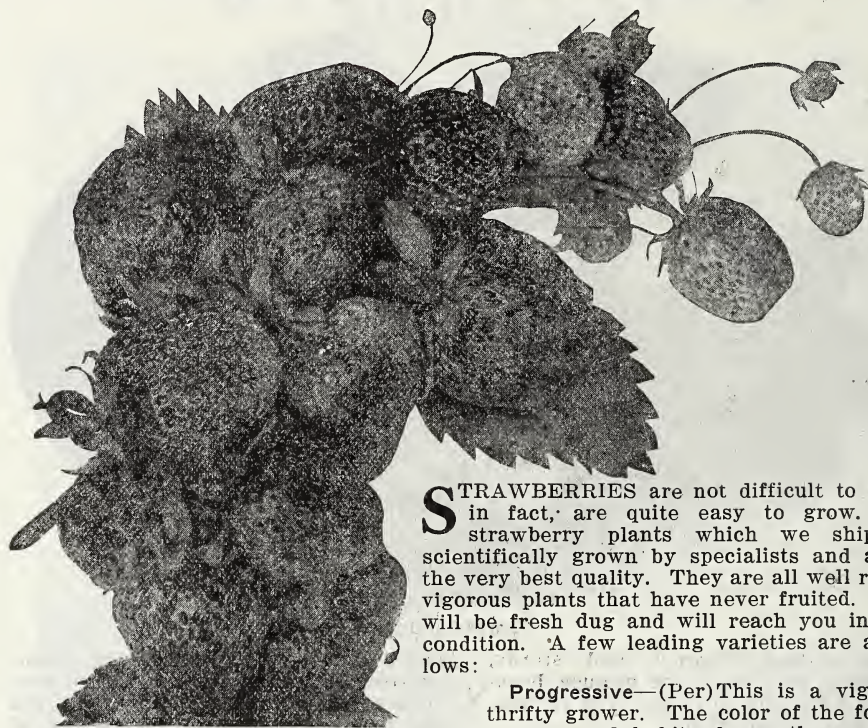 STRAWBERRIES are not difficult to
in fact, are quite easy to grow.
strawberry plants which we ship
scientifically grown by specialists and a
the very best quality. They are all well r
vigorous plants that have never fruited.
will be fresh dug and will reach you in
condition. A few leading varieties are a
lows:
Progressive—(Per) This is a vig
thrifty grower. The color of the fo